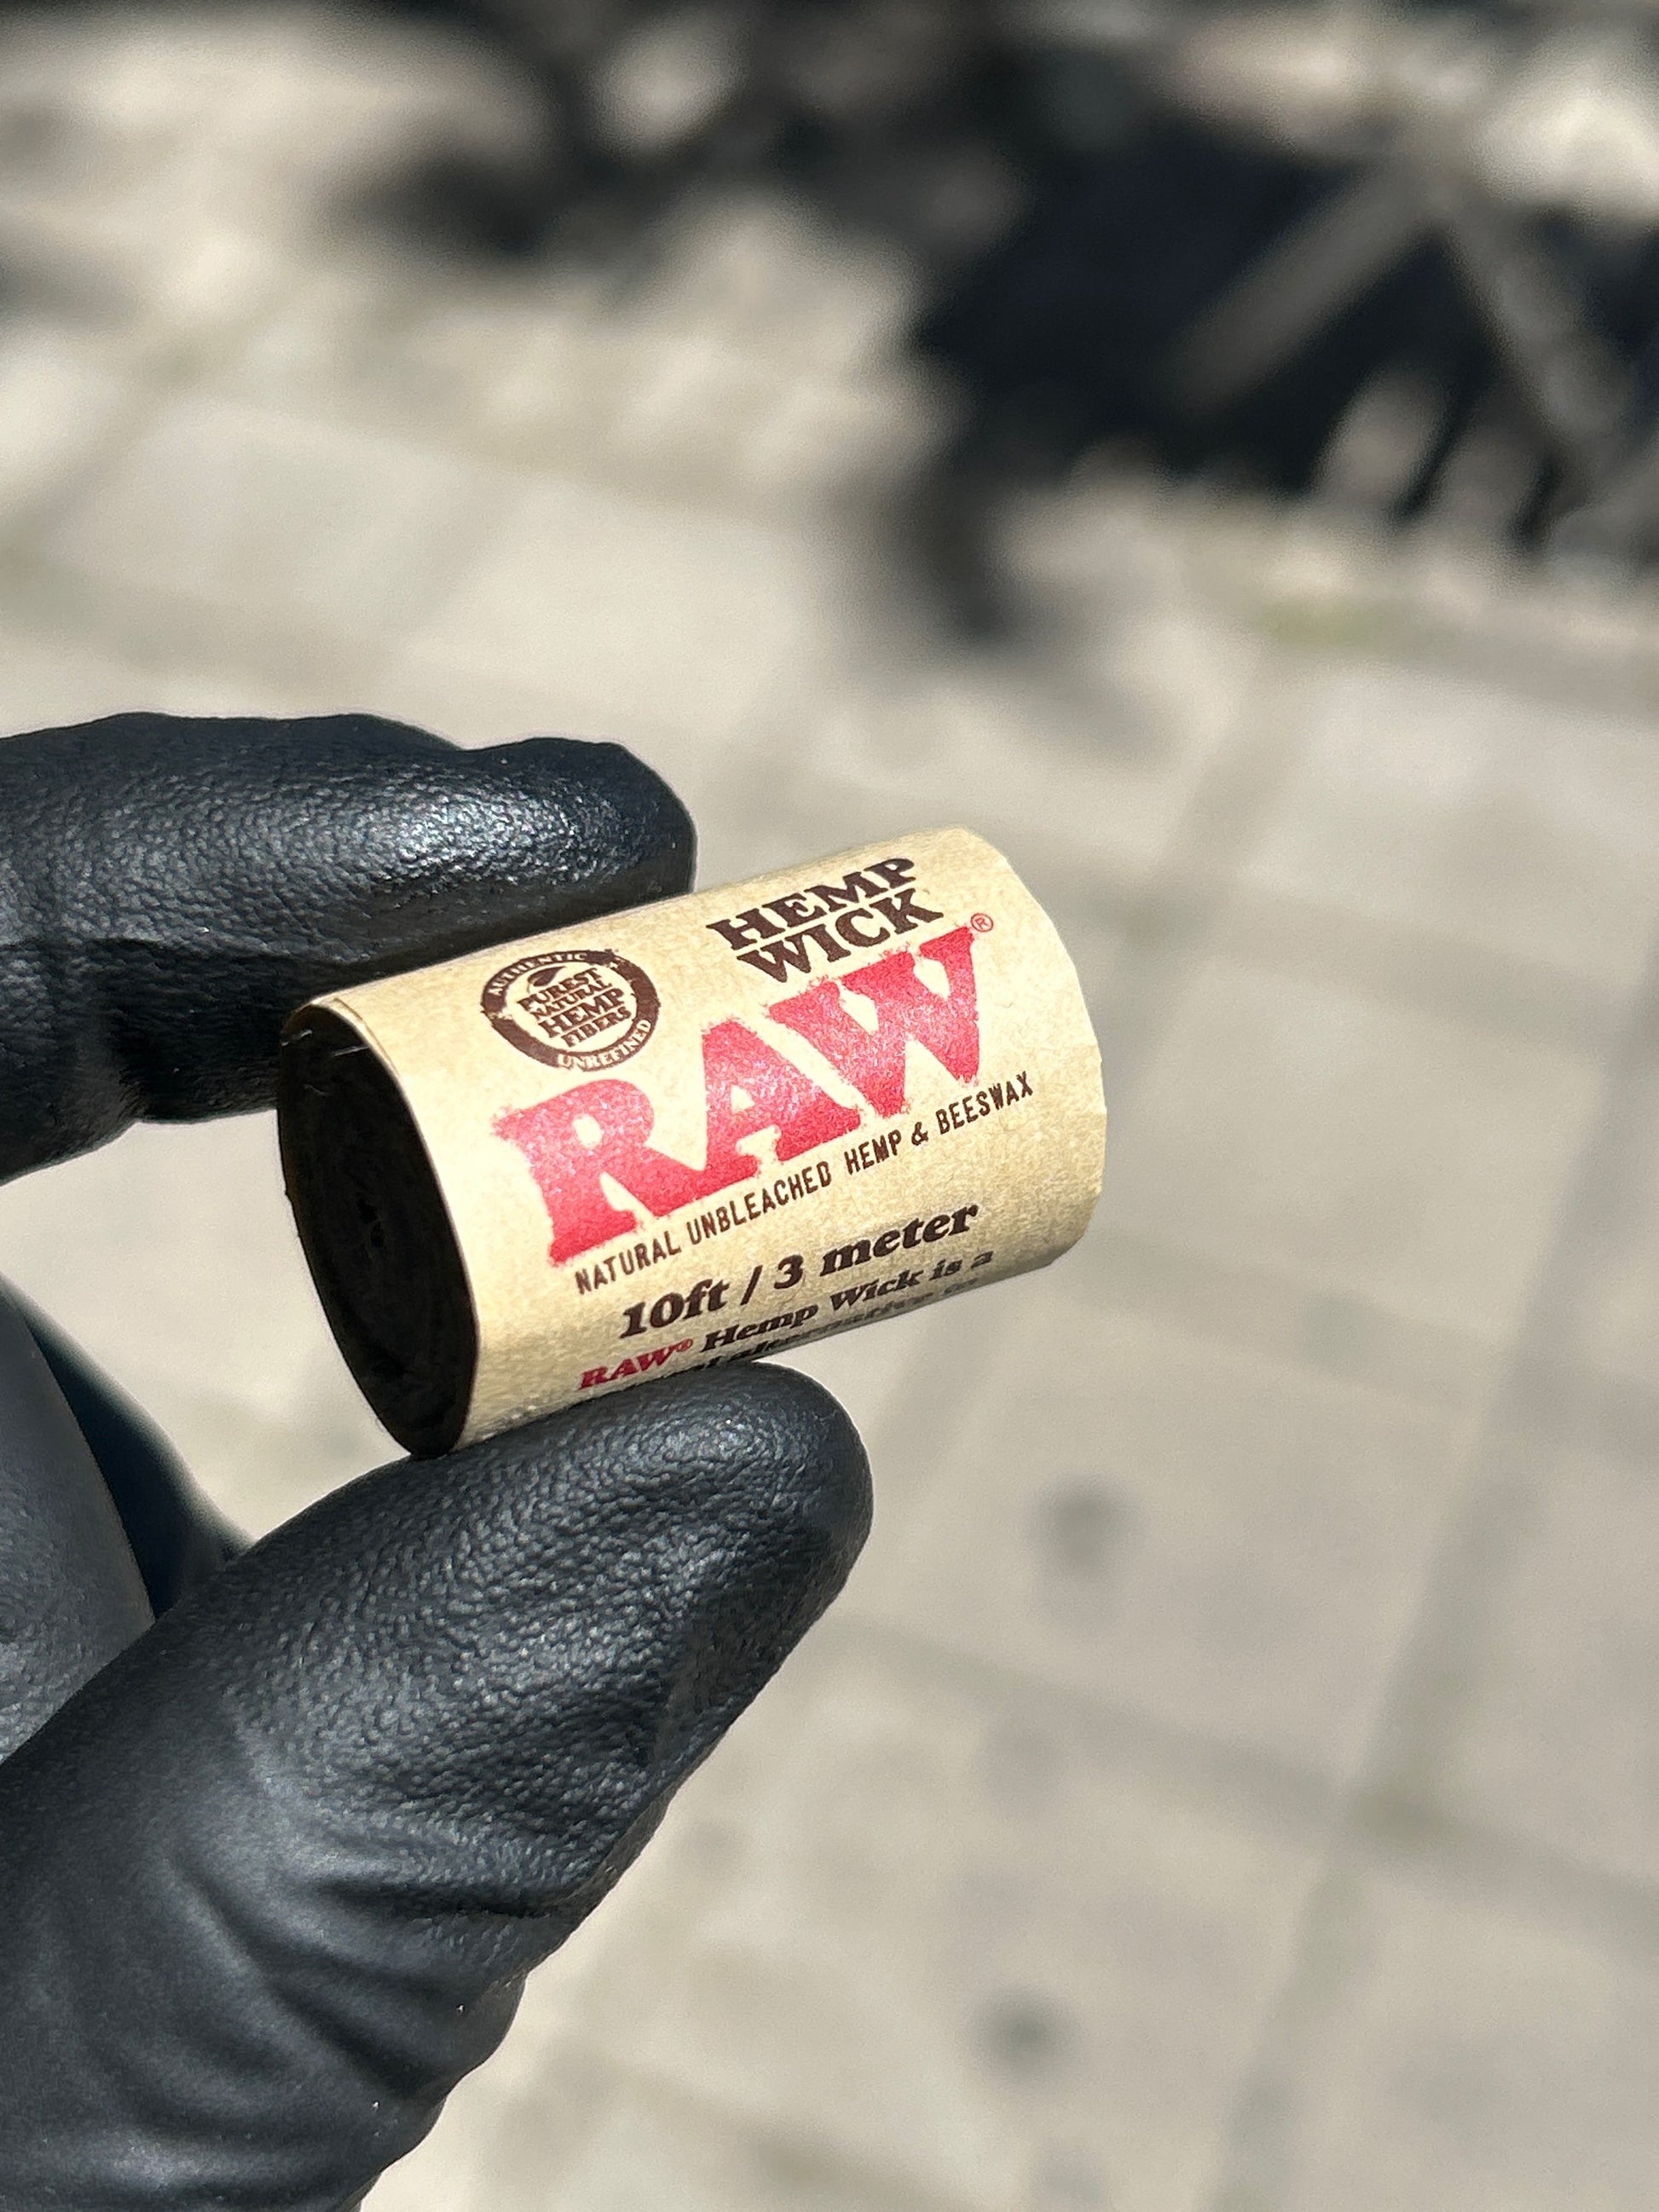 HEMP
WICK
AUTHENTIC
PUREST
NATURAL
HEMP
FIBERS
UNREFINED
RAW®
NATURAL UNBLEACHED HEMP & BEESWAX
10ft / 3 meter
RAW® Hemp Wick is a
alternative